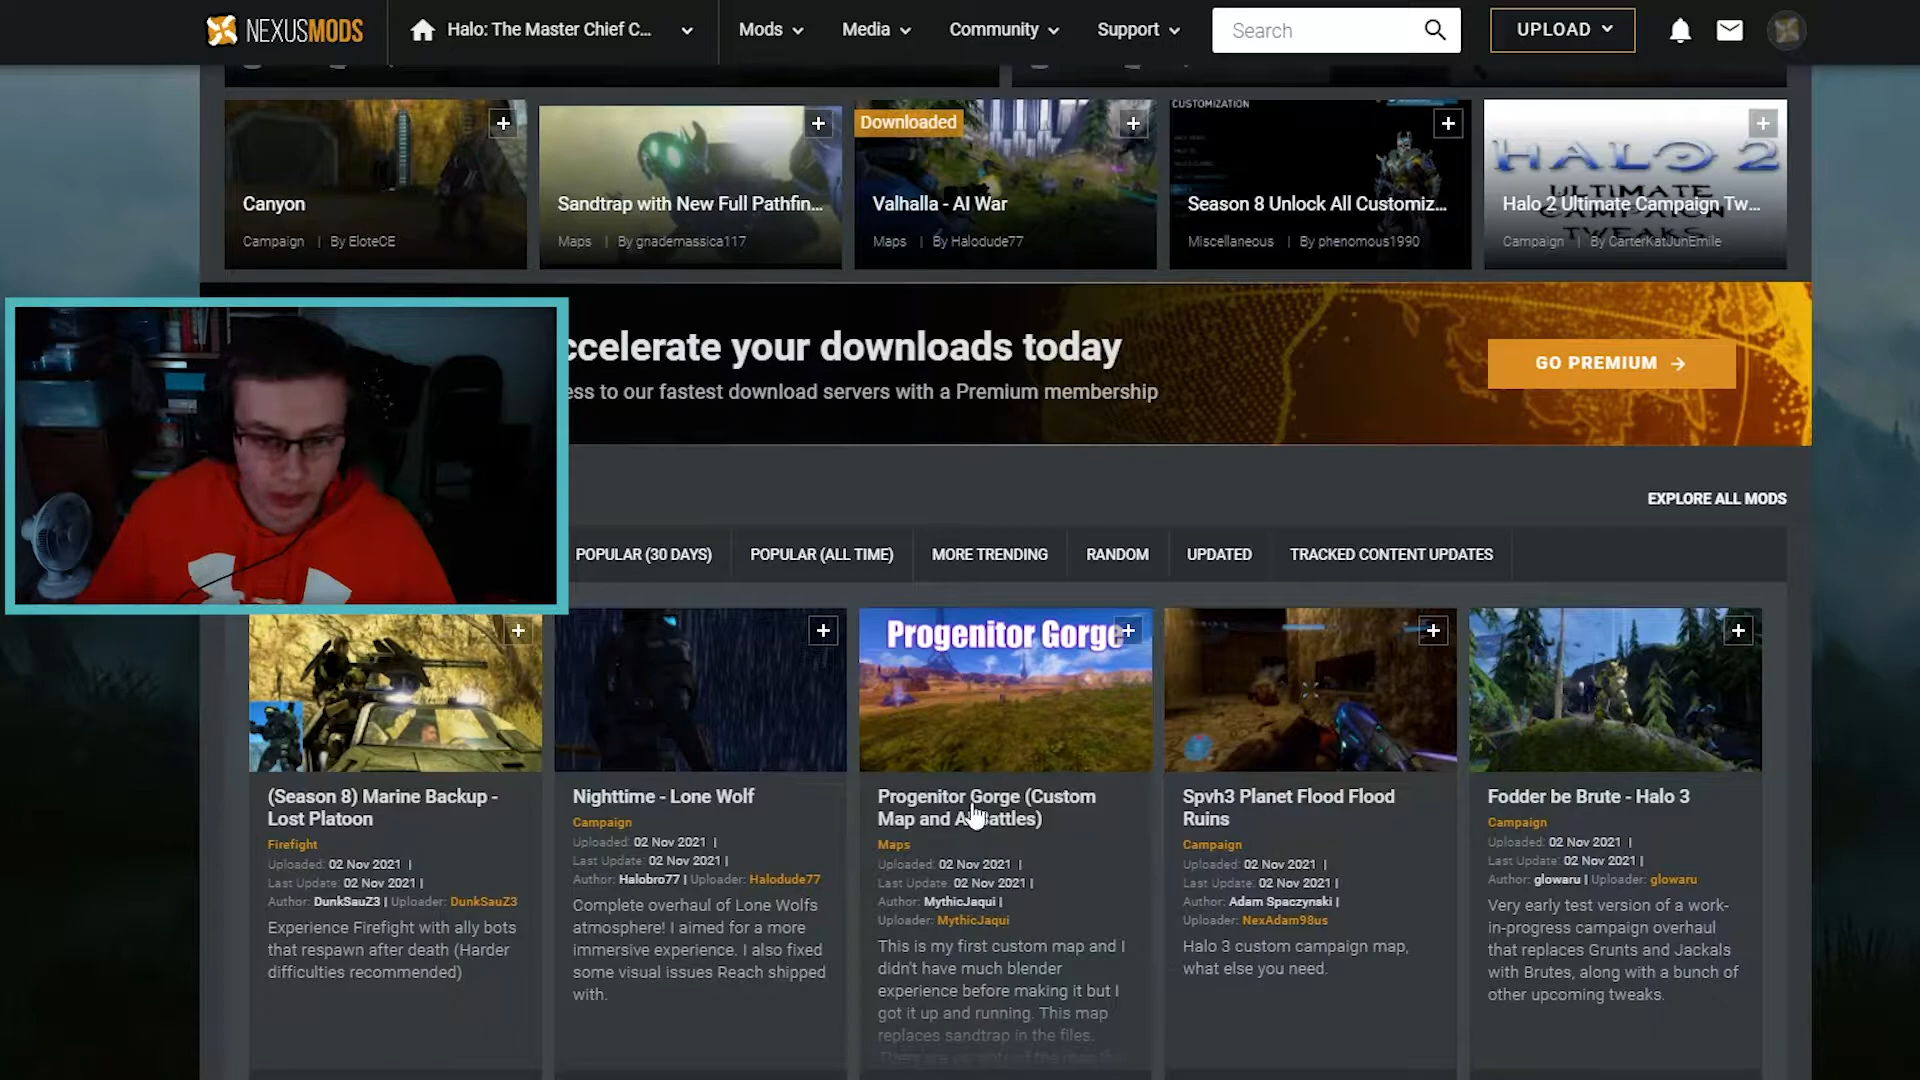 NEXUSMODS
Halo: The Master Chief C...
Mods
Media
Community
Support
Search
UPLOAD
Canyon
Campaign | By EloteCE
Sandtrap with New Full Pathfin...
Maps | By gnademassica117
Downloaded
Valhalla - AI War
Maps | By Halodude77
CUSTOMIZATION
Season 8 Unlock All Customiz...
Miscellaneous | By phenomous1990
HALO 2
ULTIMATE
CAMPAIGN
TWEAKS
Halo 2 Ultimate Campaign Tw...
Campaign | By CarterKatJunEmile
ccelerate your downloads today
ess to our fastest download servers with a Premium membership
GO PREMIUM →
EXPLORE ALL MODS
POPULAR (30 DAYS)
POPULAR (ALL TIME)
MORE TRENDING
RANDOM
UPDATED
TRACKED CONTENT UPDATES
(Season 8) Marine Backup -
Lost Platoon
Firefight
Uploaded: 02 Nov 2021 |
Last Update: 02 Nov 2021 |
Author: DunkSauZ3 | Uploader: DunkSauZ3
Experience Firefight with ally bots
that respawn after death (Harder
difficulties recommended)
Nighttime - Lone Wolf
Campaign
Uploaded: 02 Nov 2021 |
Last Update: 02 Nov 2021 |
Author: Halobro77 | Uploader: Halodude77
Complete overhaul of Lone Wolfs
atmosphere! I aimed for a more
immersive experience. I also fixed
some visual issues Reach shipped
with.
Progenitor Gorge
Progenitor Gorge (Custom
Map and AI Battles)
Maps
Uploaded: 02 Nov 2021 |
Last Update: 02 Nov 2021 |
Author: MythicJaqui |
Uploader: MythicJaqui
This is my first custom map and I
didn't have much blender
experience before making it but I
got it up and running. This map
replaces sandtrap in the files.
Spvh3 Planet Flood Flood
Ruins
Campaign
Uploaded: 02 Nov 2021 |
Last Update: 02 Nov 2021 |
Author: Adam Spaczynski |
Uploader: NexAdam98us
Halo 3 custom campaign map,
what else you need.
Fodder be Brute - Halo 3
Campaign
Uploaded: 02 Nov 2021 |
Last Update: 02 Nov 2021 |
Author: glowaru | Uploader: glowaru
Very early test version of a work-
in-progress campaign overhaul
that replaces Grunts and Jackals
with Brutes, along with a bunch of
other upcoming tweaks.